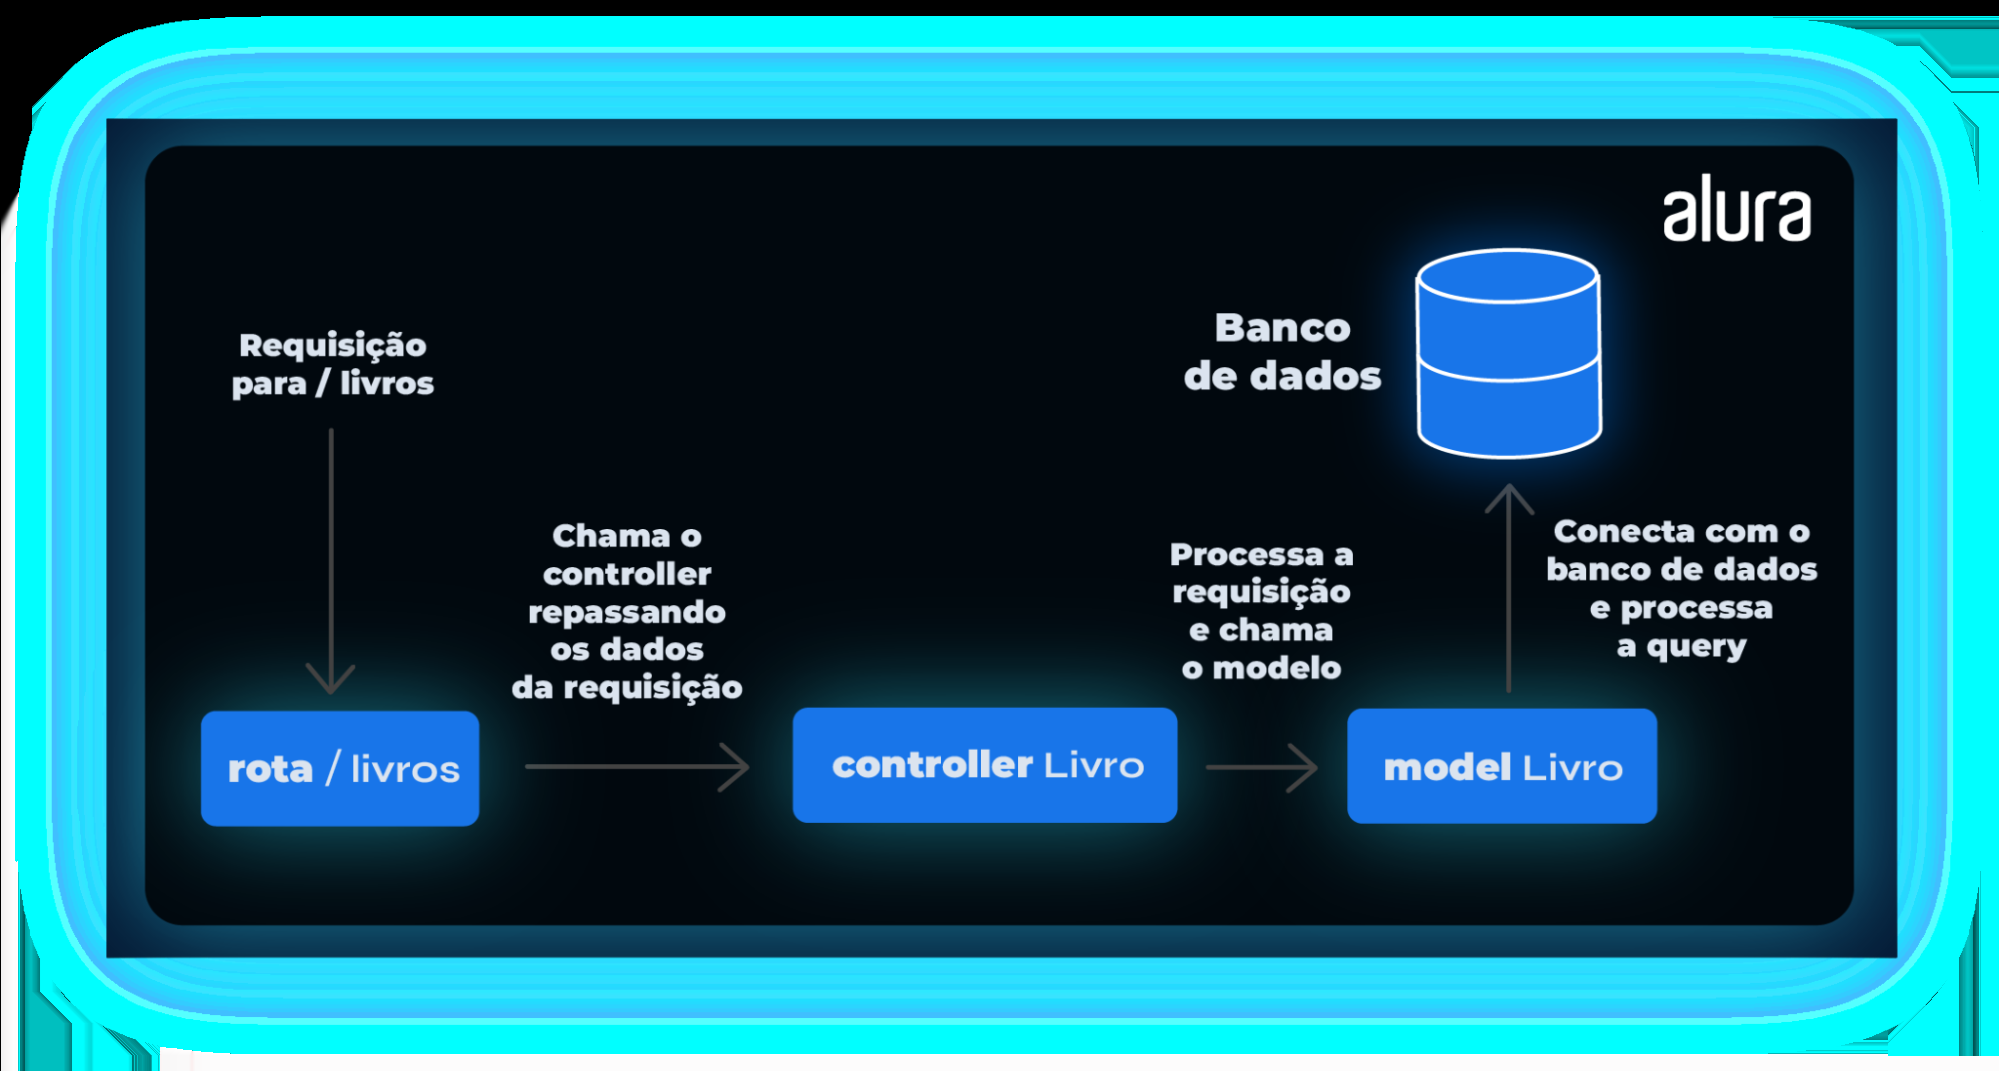 alura
Requisição
para / livros
Banco
de dados
Chama o
controller
repassando
os dados
da requisição
Processa a
requisição
e chama
o modelo
Conecta com o
banco de dados
e processa
a query
rota / livros
controller Livro
model Livro